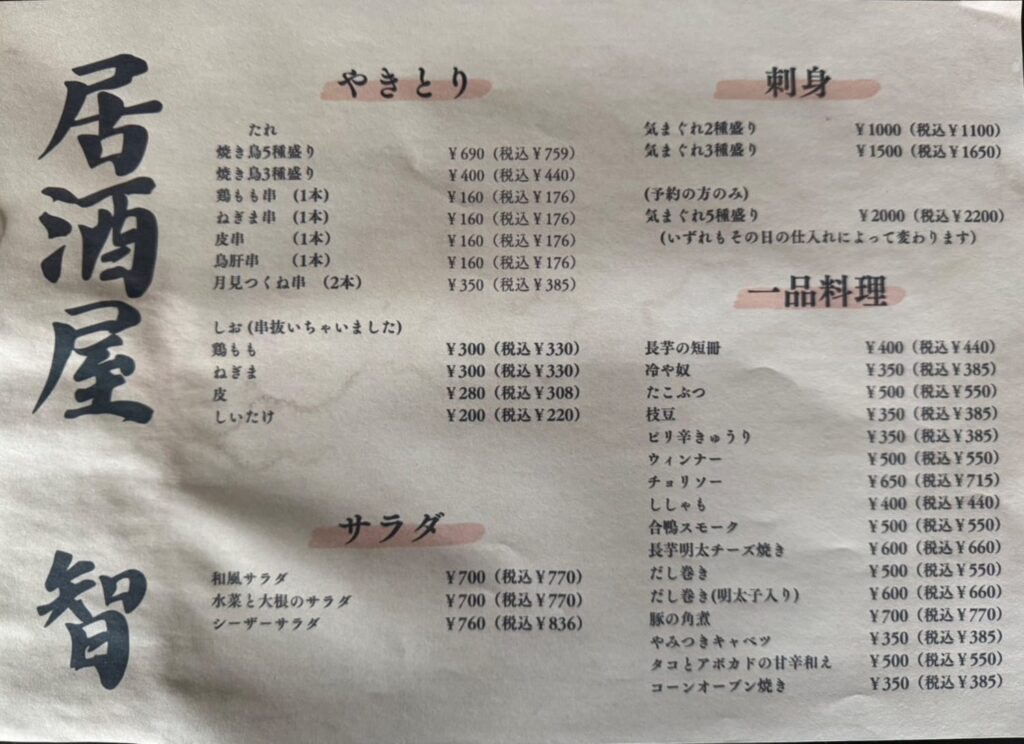 居酒屋 智
やきとり
たれ
焼き鳥5種盛り ¥690（税込¥759）
焼き鳥3種盛り ¥400（税込¥440）
鶏もも串 （1本） ¥160（税込¥176）
ねぎま串 （1本） ¥160（税込¥176）
皮串 （1本） ¥160（税込¥176）
鳥肝串 （1本） ¥160（税込¥176）
月見つくね串 （2本） ¥350（税込¥385）
しお (串抜いちゃいました)
鶏もも ¥300（税込¥330）
ねぎま ¥300（税込¥330）
皮 ¥280（税込¥308）
しいたけ ¥200（税込¥220）
サラダ
和風サラダ ¥700（税込¥770）
水菜と大根のサラダ ¥700（税込¥770）
シーザーサラダ ¥760（税込¥836）
刺身
気まぐれ2種盛り ¥1000（税込¥1100）
気まぐれ3種盛り ¥1500（税込¥1650）
(予約の方のみ)
気まぐれ5種盛り ¥2000（税込¥2200）
(いずれもその日の仕入れによって変わります)
一品料理
長芋の短冊 ¥400（税込¥440）
冷や奴 ¥350（税込¥385）
たこぶつ ¥500（税込¥550）
枝豆 ¥350（税込¥385）
ピリ辛きゅうり ¥350（税込¥385）
ウィンナー ¥500（税込¥550）
チョリソー ¥650（税込¥715）
ししゃも ¥400（税込¥440）
合鴨スモーク ¥500（税込¥550）
長芋明太チーズ焼き ¥600（税込¥660）
だし巻き ¥500（税込¥550）
だし巻き(明太子入り) ¥600（税込¥660）
豚の角煮 ¥700（税込¥770）
やみつきキャベツ ¥350（税込¥385）
タコとアボカドの甘辛和え ¥500（税込¥550）
コーンオーブン焼き ¥350（税込¥385）